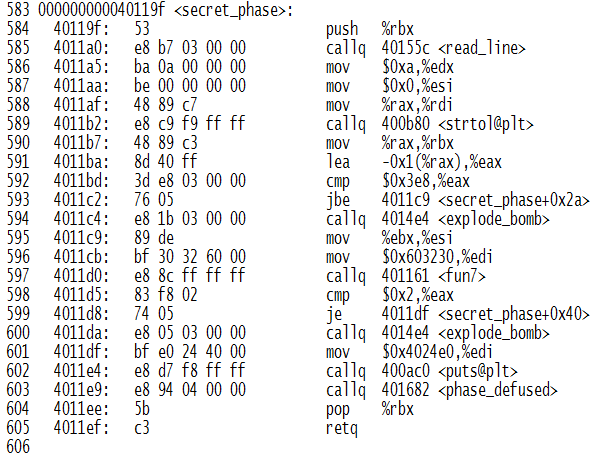 583 000000000040119f <secret_phase>:
584   40119f:  53                    push   %rbx
585   4011a0:  e8 b7 03 00 00        callq  40155c <read_line>
586   4011a5:  ba 0a 00 00 00        mov    $0xa,%edx
587   4011aa:  be 00 00 00 00        mov    $0x0,%esi
588   4011af:  48 89 c7              mov    %rax,%rdi
589   4011b2:  e8 c9 f9 ff ff        callq  400b80 <strtol@plt>
590   4011b7:  48 89 c3              mov    %rax,%rbx
591   4011ba:  8d 40 ff              lea    -0x1(%rax),%eax
592   4011bd:  3d e8 03 00 00        cmp    $0x3e8,%eax
593   4011c2:  76 05                 jbe    4011c9 <secret_phase+0x2a>
594   4011c4:  e8 1b 03 00 00        callq  4014e4 <explode_bomb>
595   4011c9:  89 de                 mov    %ebx,%esi
596   4011cb:  bf 30 32 60 00        mov    $0x603230,%edi
597   4011d0:  e8 8c ff ff ff        callq  401161 <fun7>
598   4011d5:  83 f8 02              cmp    $0x2,%eax
599   4011d8:  74 05                 je     4011df <secret_phase+0x40>
600   4011da:  e8 05 03 00 00        callq  4014e4 <explode_bomb>
601   4011df:  bf e0 24 40 00        mov    $0x4024e0,%edi
602   4011e4:  e8 d7 f8 ff ff        callq  400ac0 <puts@plt>
603   4011e9:  e8 94 04 00 00        callq  401682 <phase_defused>
604   4011ee:  5b                    pop    %rbx
605   4011ef:  c3                    retq
606